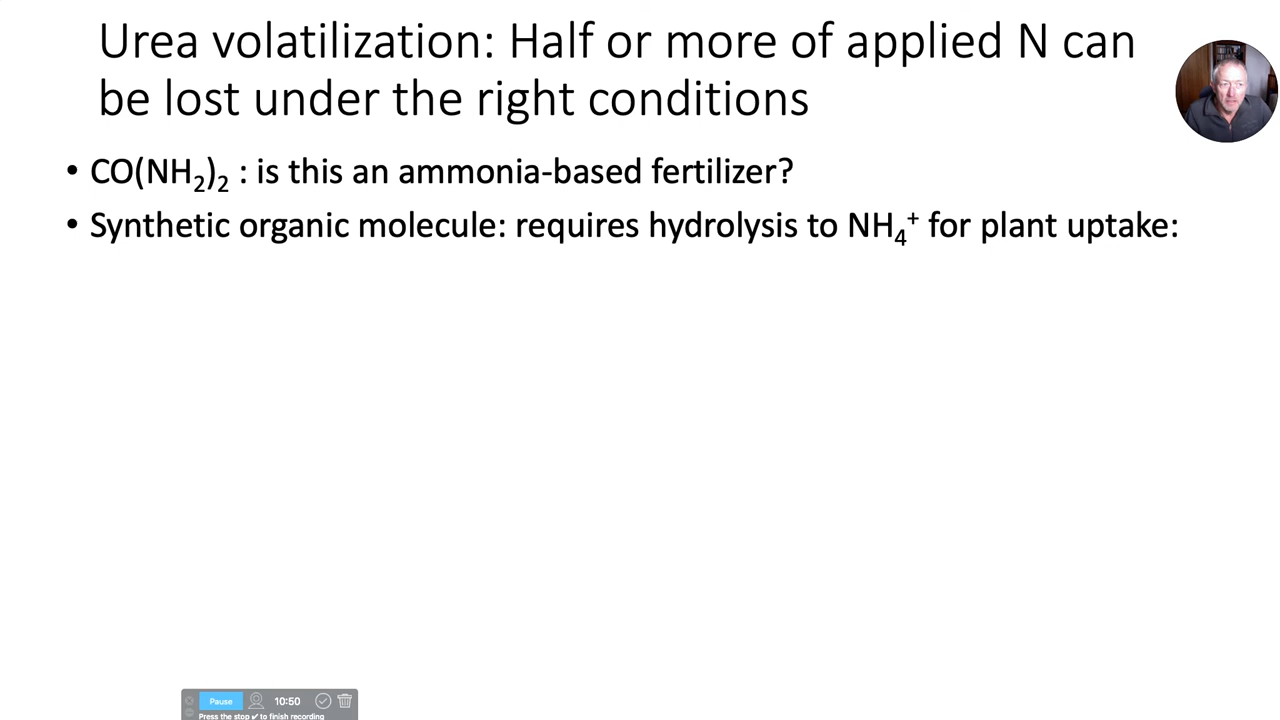 Urea volatilization: Half or more of applied N can
be lost under the right conditions
• CO(NH₂)₂ : is this an ammonia-based fertilizer?
• Synthetic organic molecule: requires hydrolysis to NH₄⁺ for plant uptake:
Pause 10:50
Press the stop ✔ to finish recording